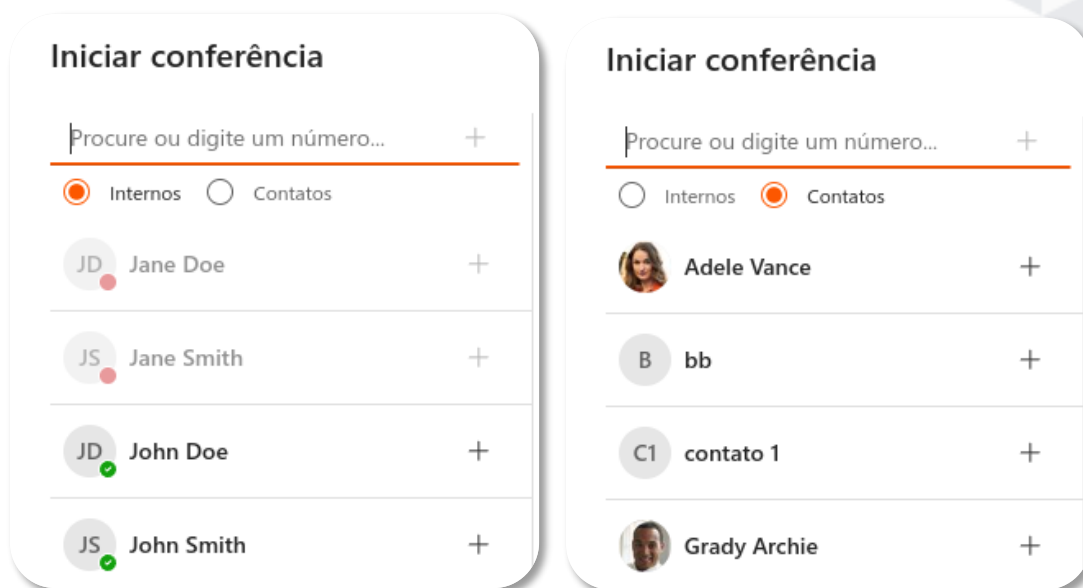 Iniciar conferência
Procure ou digite um número...
Internos Contatos
JD Jane Doe
JS Jane Smith
JD John Doe
JS John Smith
Iniciar conferência
Procure ou digite um número...
Internos Contatos
Adele Vance
B bb
C1 contato 1
Grady Archie